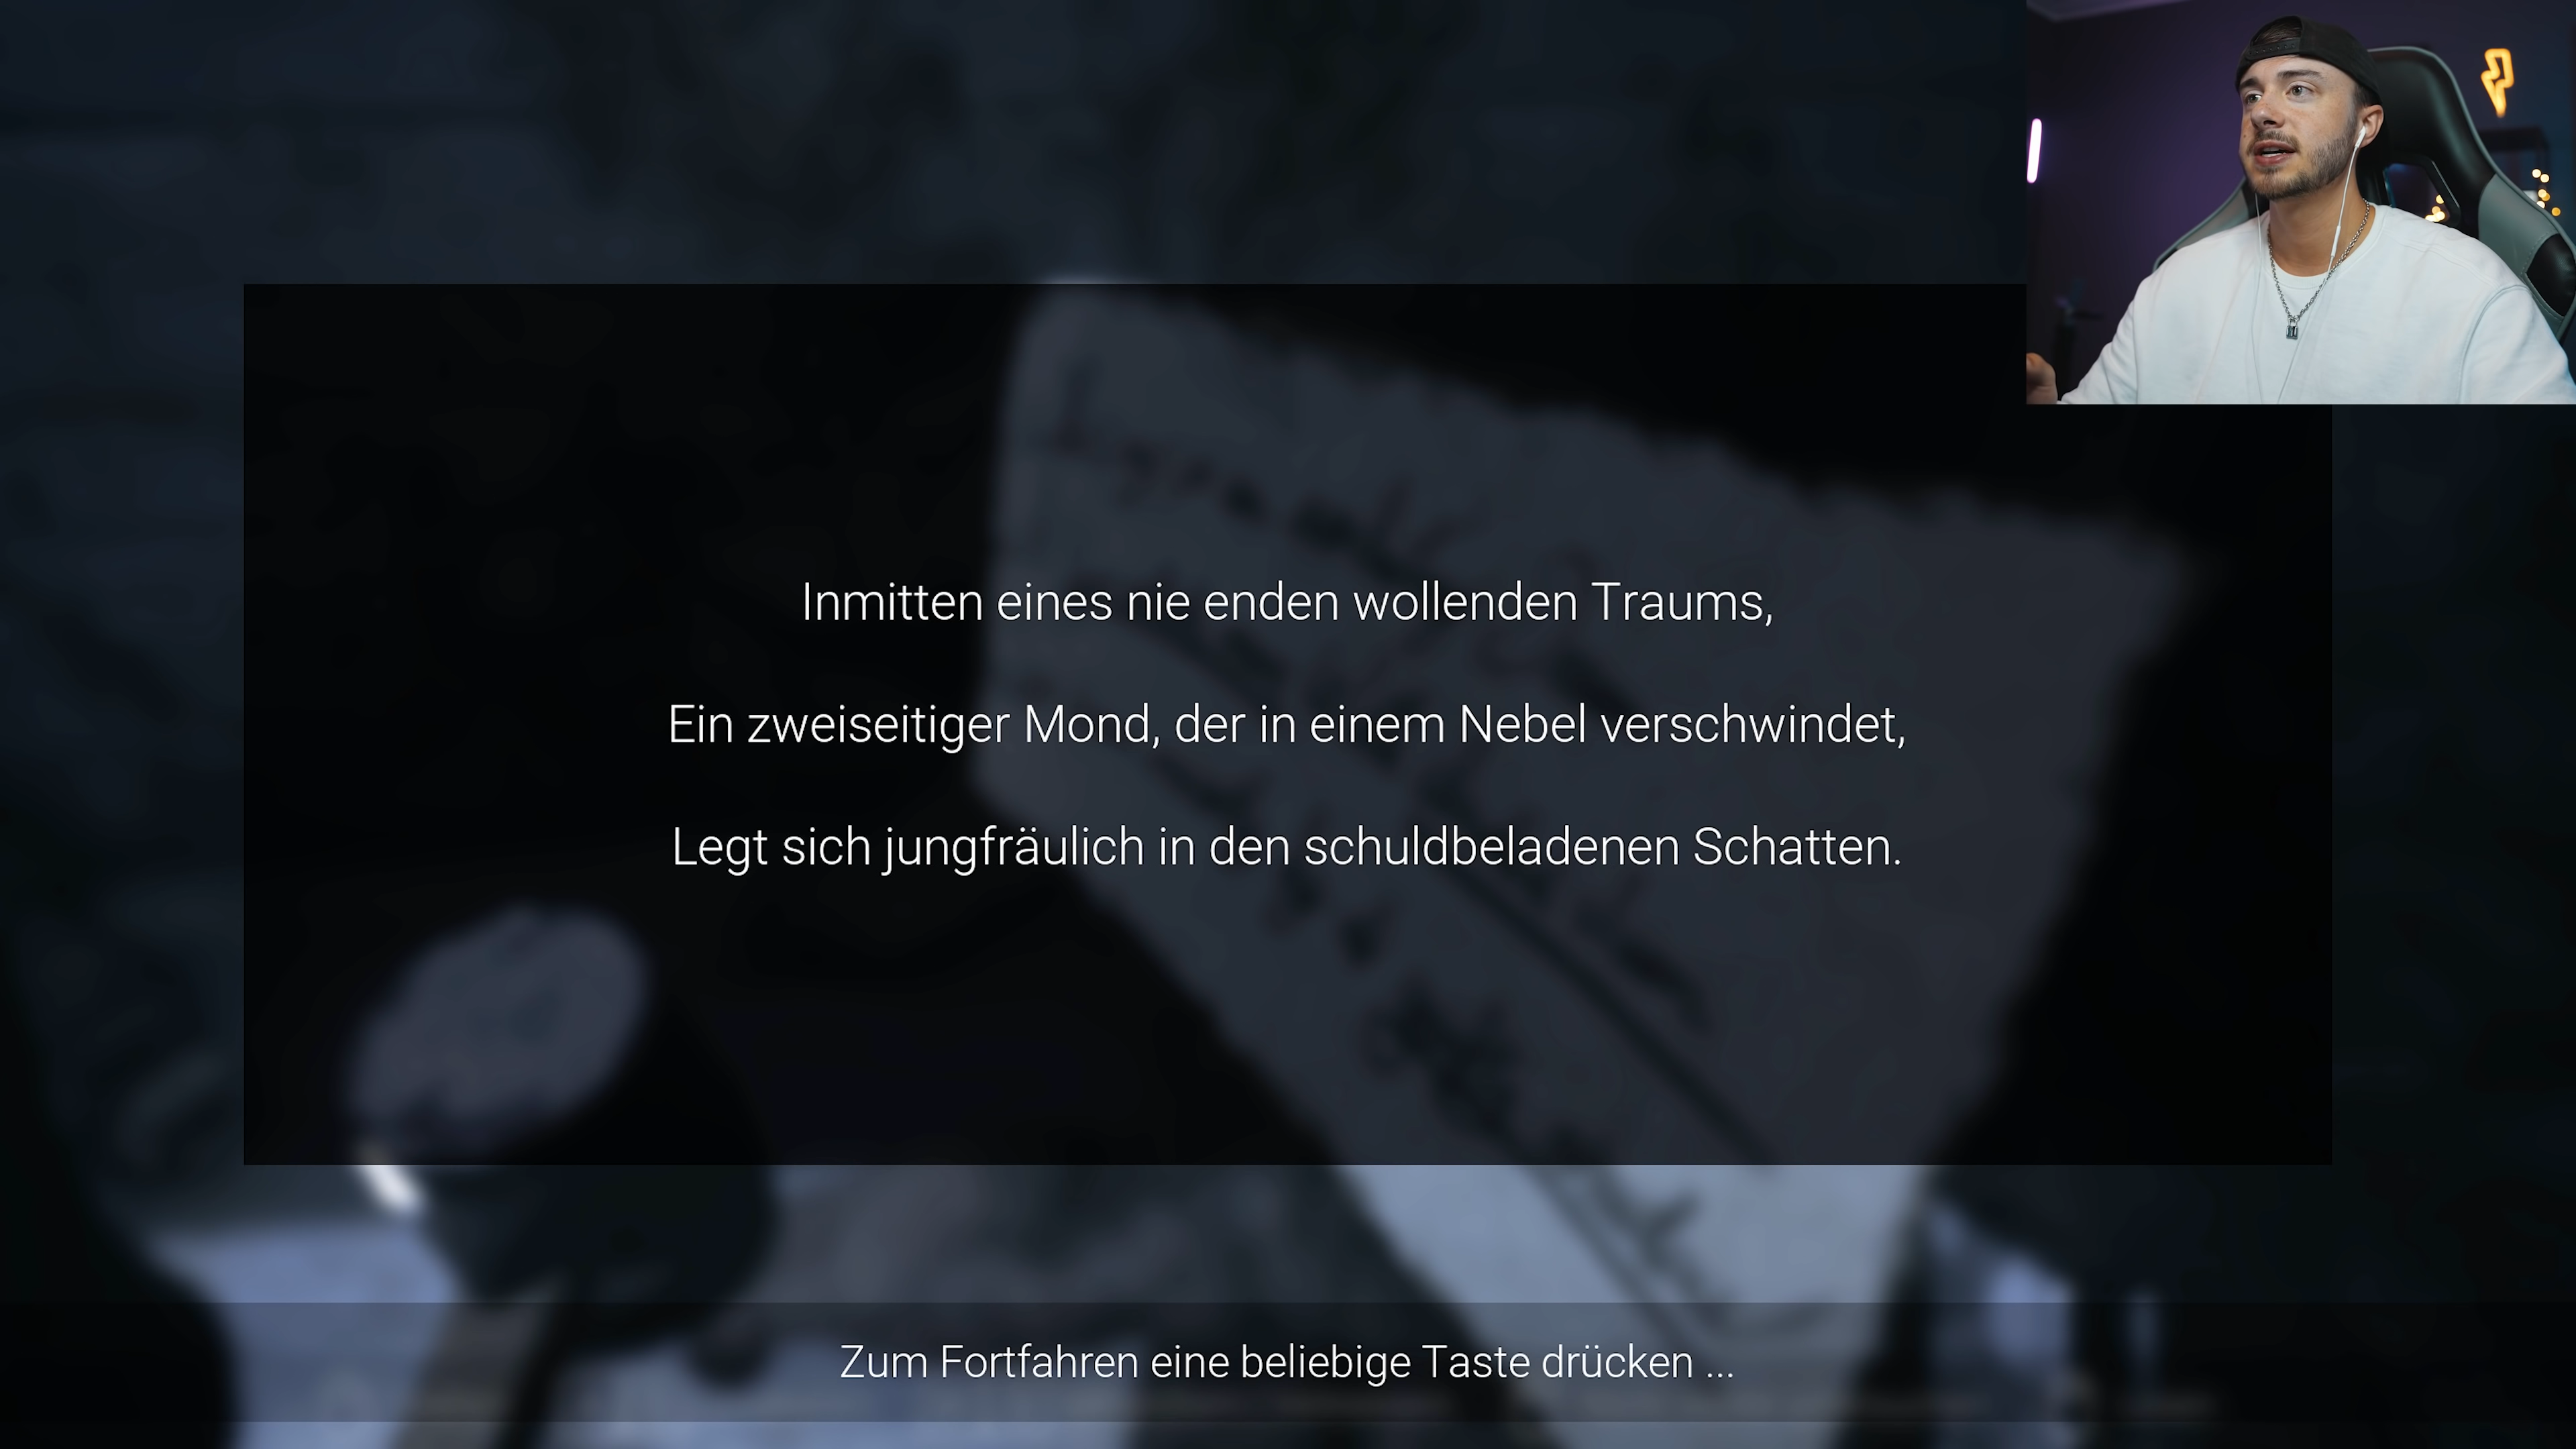 Inmitten eines nie enden wollenden Traums,
Ein zweiseitiger Mond, der in einem Nebel verschwindet,
Legt sich jungfräulich in den schuldbeladenen Schatten.
Zum Fortfahren eine beliebige Taste drücken ...